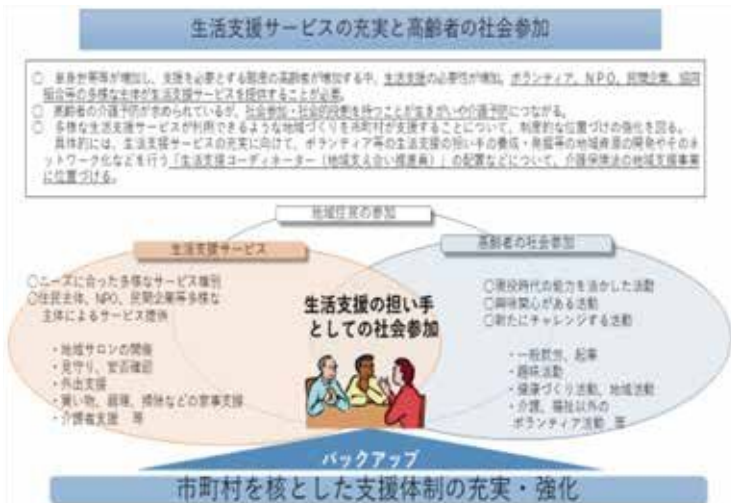 生活支援サービスの充実と高齢者の社会参加
○ 単身世帯等が増加し、支援を必要とする軽度の高齢者が増加する中、生活支援の必要性が増加。ボランティア、ＮＰＯ、民間企業、協同
組合等の多様な主体が生活支援サービスを提供することが必要。
○ 高齢者の介護予防が求められているが、社会参加・社会的役割を持つことが生きがいや介護予防につながる。
○ 多様な生活支援サービスが利用できるような地域づくりを市町村が支援することについて、制度的な位置づけの強化を図る。
具体的には、生活支援サービスの充実に向けて、ボランティア等の生活支援の担い手の養成・発掘等の地域資源の開発やそのネ
ットワーク化などを行う「生活支援コーディネーター（地域支え合い推進員）」の配置などについて、介護保険法の地域支援事業
に位置づける。
地域住民の参加
生活支援サービス
高齢者の社会参加
○ニーズに合った多様なサービス種別
○住民主体、NPO、民間企業等多様な
主体によるサービス提供
・地域サロンの開催
・見守り、安否確認
・外出支援
・買い物、調理、掃除などの家事支援
・介護者支援 等
生活支援の担い手
としての社会参加
○現役時代の能力を活かした活動
○興味関心がある活動
○新たにチャレンジする活動
・一般就労、起業
・趣味活動
・健康づくり活動、地域活動
・介護、福祉以外の
ボランティア活動 等
バックアップ
市町村を核とした支援体制の充実・強化